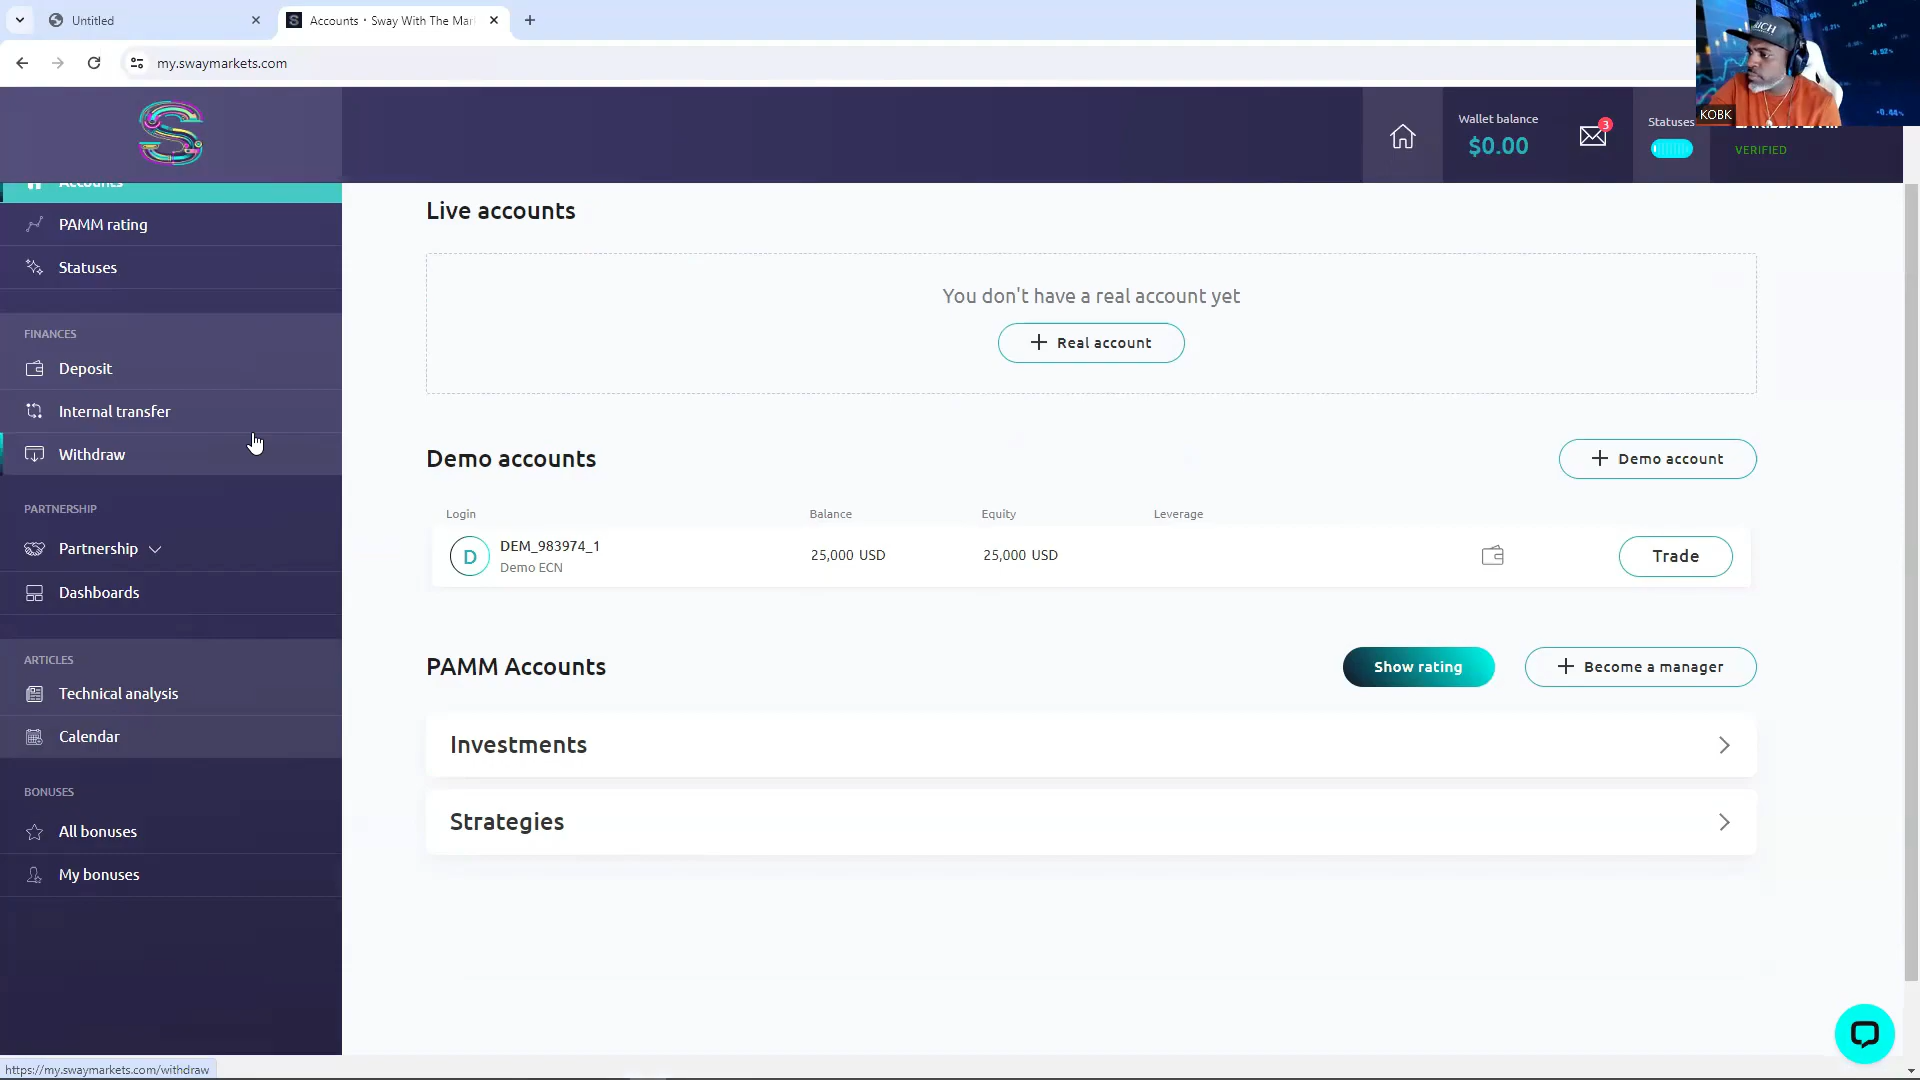 Untitled
Accounts • Sway With The Mar
my.swaymarkets.com
RICH
KOBK
Wallet balance
$0.00
3
Statuses
VERIFIED
Accounts
PAMM rating
Statuses
FINANCES
Deposit
Internal transfer
Withdraw
PARTNERSHIP
Partnership
Dashboards
ARTICLES
Technical analysis
Calendar
BONUSES
All bonuses
My bonuses
Live accounts
You don't have a real account yet
Real account
Demo accounts
Demo account
Login Balance Equity Leverage
D DEM_983974_1 25,000 USD 25,000 USD Trade
Demo ECN
PAMM Accounts
Show rating
Become a manager
Investments
Strategies
https://my.swaymarkets.com/withdraw